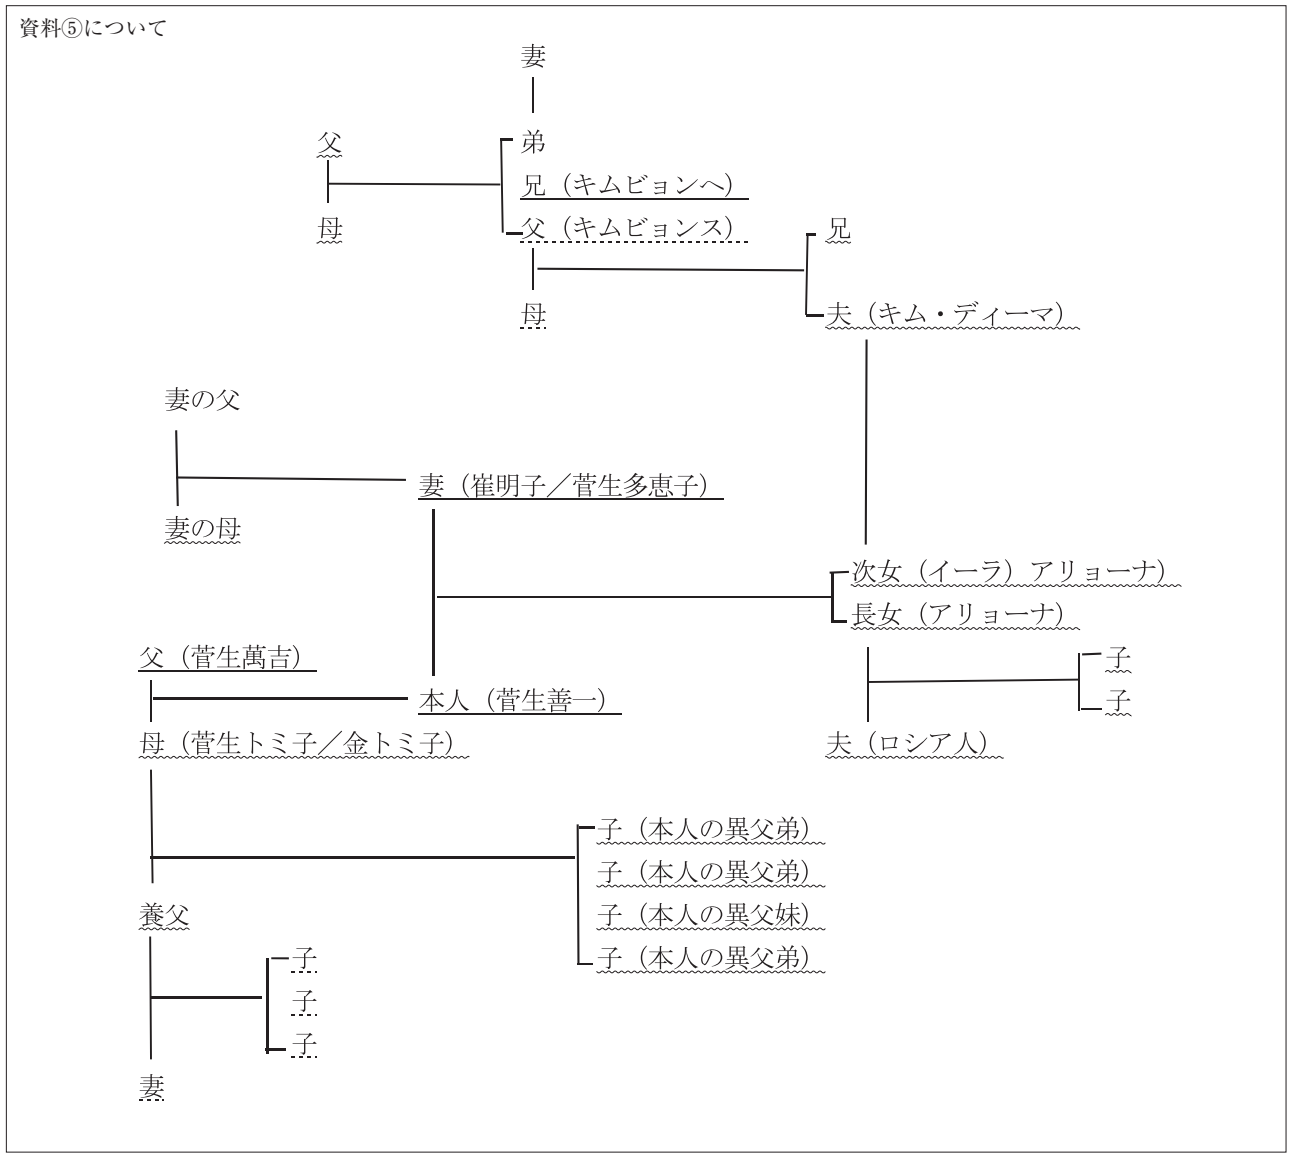 資料⑤について
妻
父
弟
兄（キムビョンヘ）
母
父（キムビョンス）
兄
母
夫（キム・ディーマ）
妻の父
妻（崔明子／菅生多恵子）
妻の母
次女（イーラ）アリョーナ）
長女（アリョーナ）
父（菅生萬吉）
子
本人（菅生善一）
子
母（菅生トミ子／金トミ子）
夫（ロシア人）
子（本人の異父弟）
子（本人の異父弟）
養父
子（本人の異父妹）
子
子（本人の異父弟）
子
子
妻